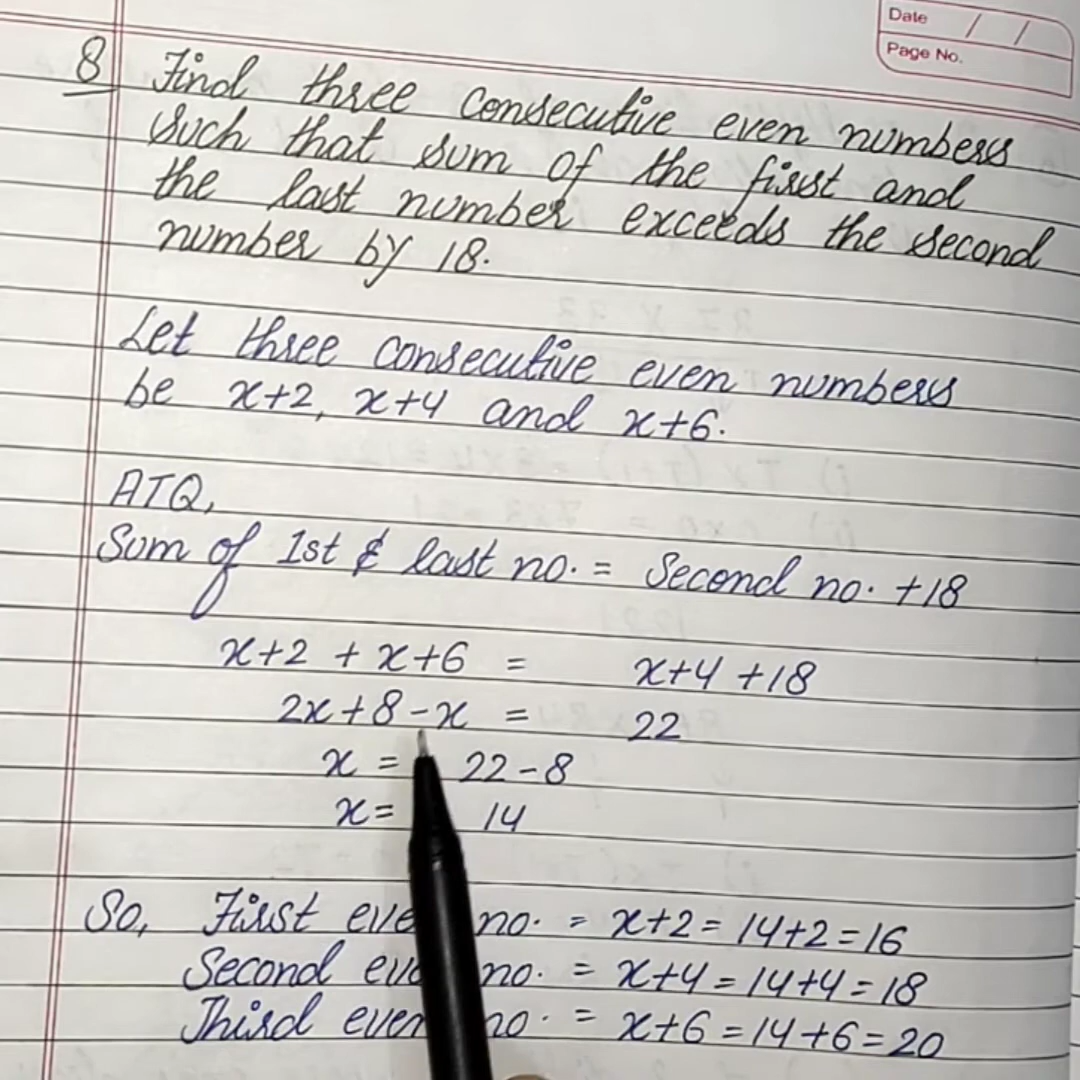 Date / /
Page No.
8 Find three consecutive even numbers
such that sum of the first and
the last number exceeds the second
number by 18.
Let three consecutive even numbers
be x+2, x+4 and x+6.
ATQ,
Sum of 1st & last no. = Second no. +18
x+2 + x+6 = x+4 +18
2x+8-x = 22
x = 22-8
x = 14
So, First eve no. = x+2 = 14+2 = 16
Second eve no. = x+4 = 14+4 = 18
Third even no. = x+6 = 14+6 = 20